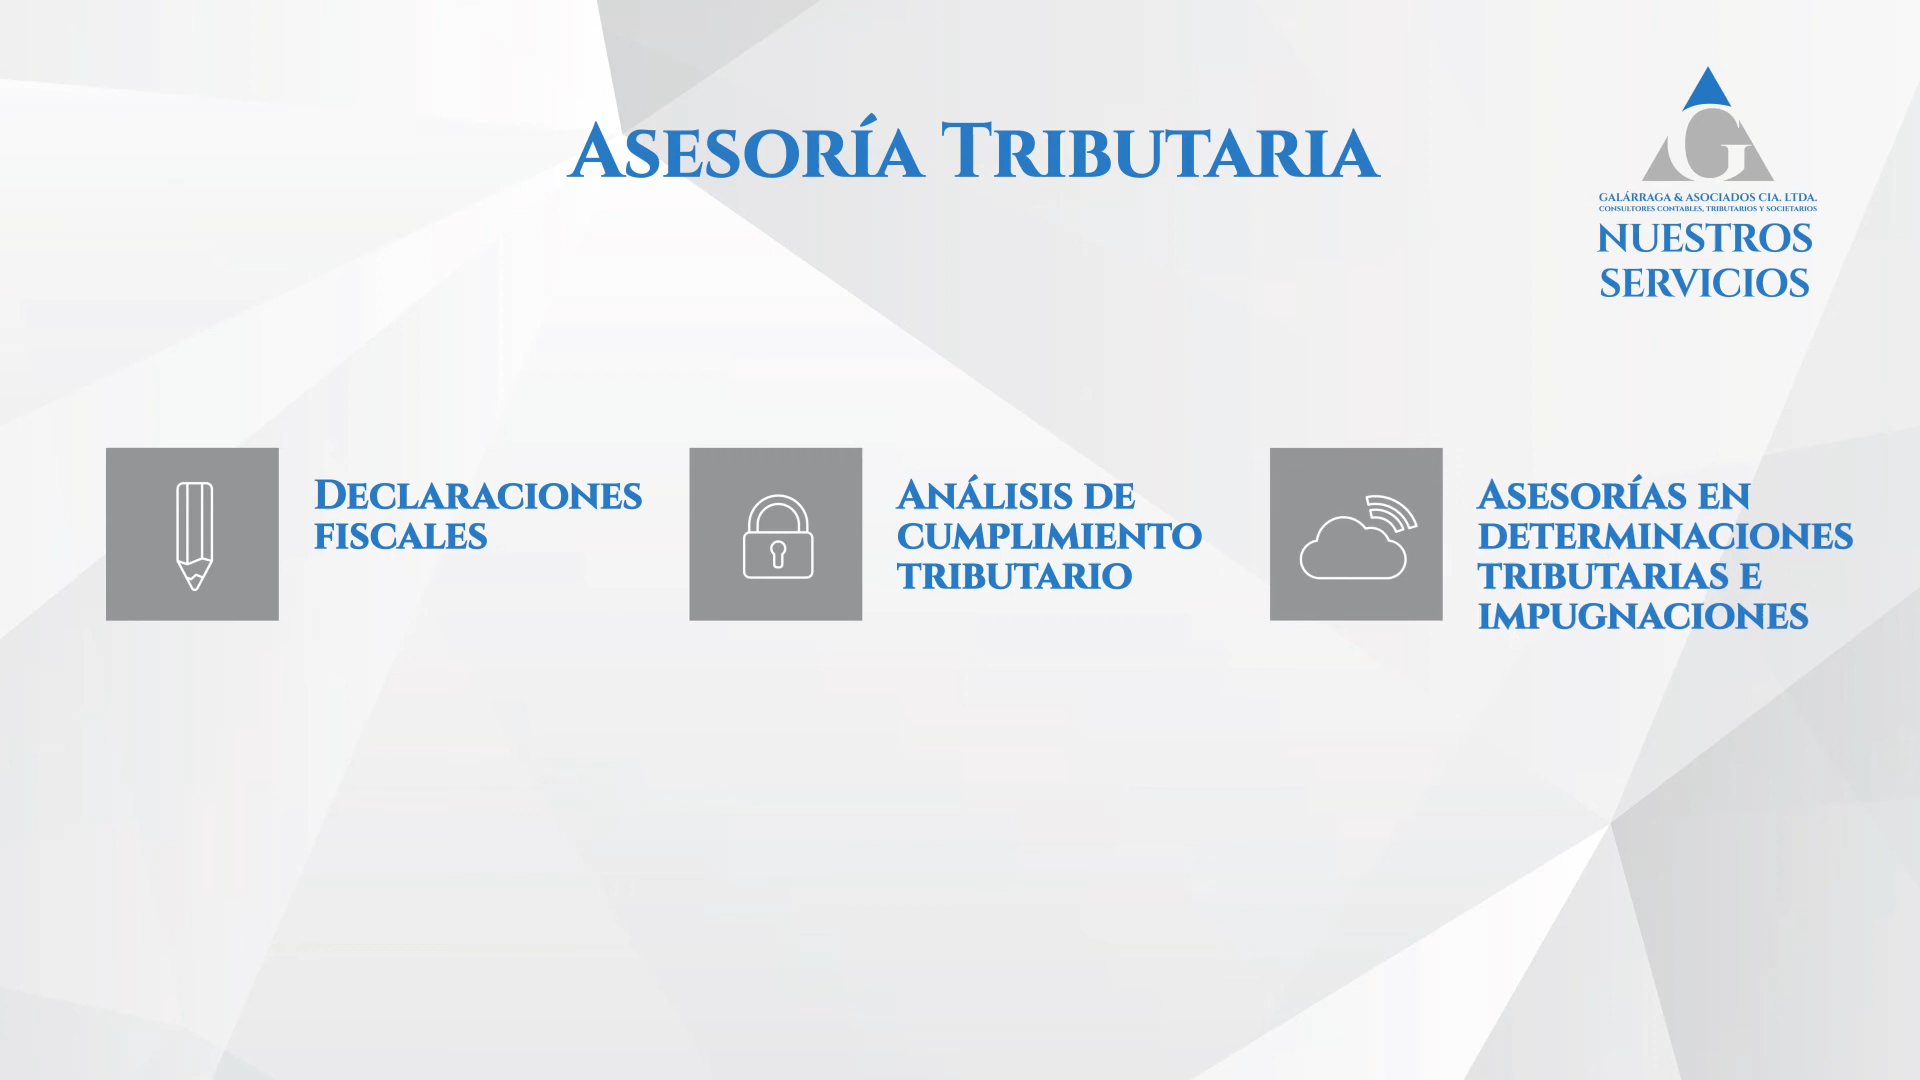 Asesoría Tributaria
G
GALÁRRAGA & ASOCIADOS CIA. LTDA.
CONSULTORES CONTABLES, TRIBUTARIOS Y SOCIETARIOS
NUESTROS
SERVICIOS
Declaraciones
fiscales
Análisis de
cumplimiento
tributario
Asesorías en
determinaciones
tributarias e
impugnaciones